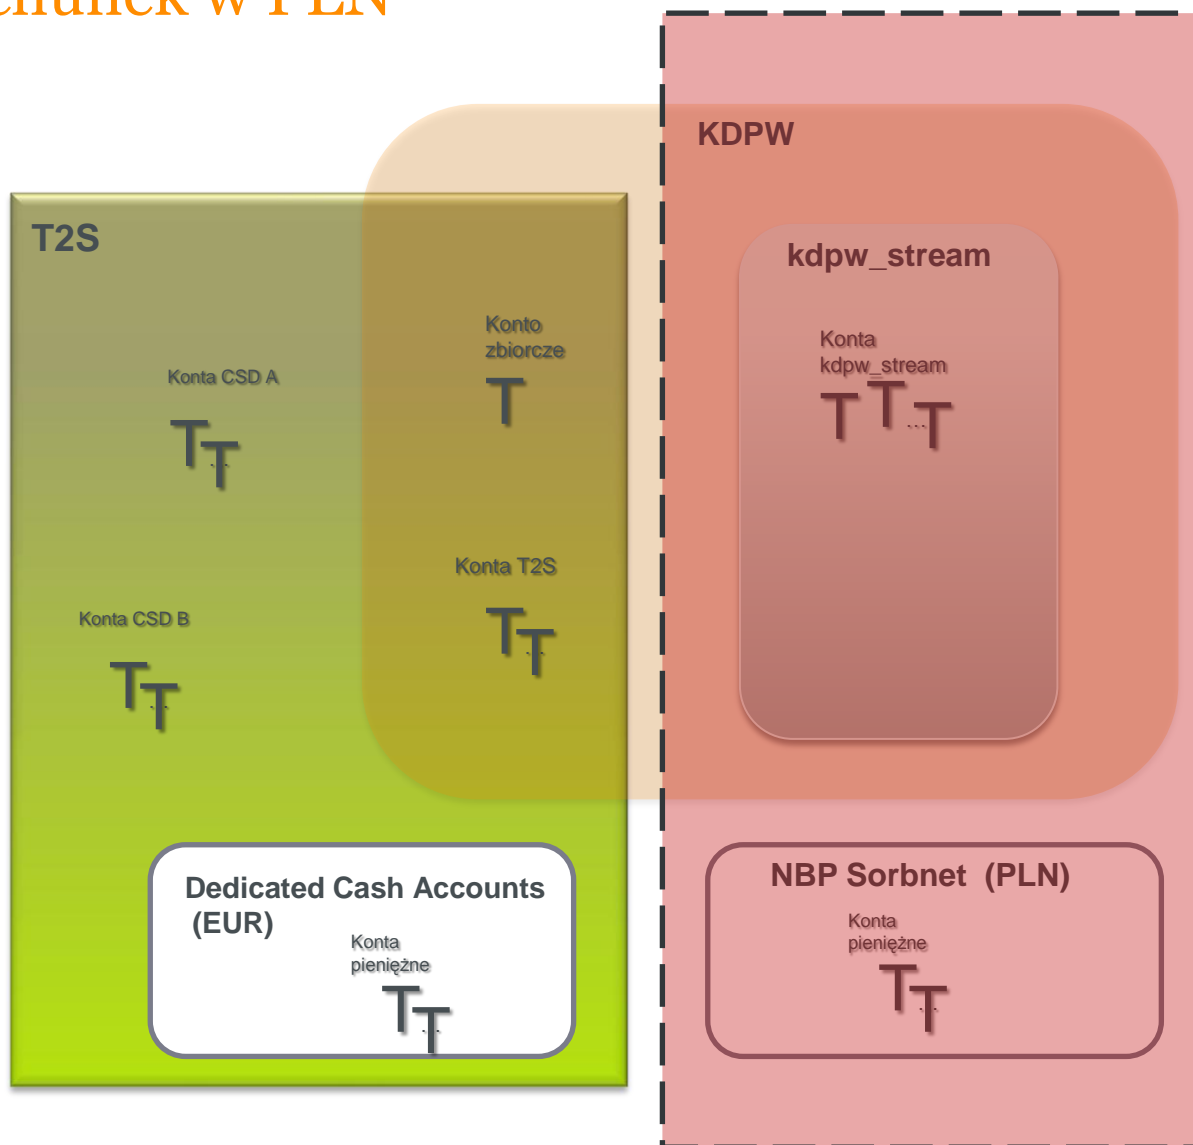 w PLN
KDPW
T2S
kdpw_stream
Konto
zbiorcze
Konta
kdpw_stream
Konta CSD A
T
T
T
...
T
T
T
...
T
Konta T2S
Konta CSD B
T
T
...
T
T
...
Dedicated Cash Accounts
(EUR)
Konta
pieniężne
T
T
...
NBP Sorbnet (PLN)
Konta
pieniężne
T
T
...